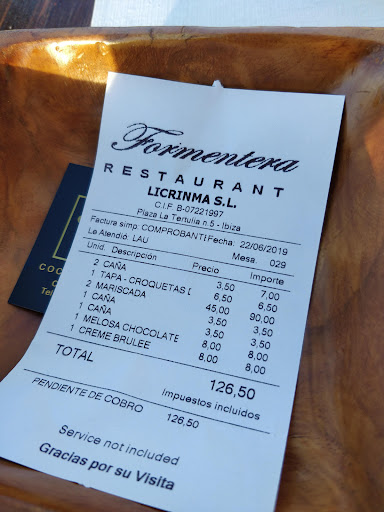 Formentera
RESTAURANT
LICRINMA S.L.
C.I.F. B-07221997
Plaza La Tertulia n.5 - Ibiza
Factura simp. COMPROBANTI Fecha: 22/06/2019
Le Atendió: LAU Mesa: 029
Unid. Descripción Precio Importe
2 CAÑA 3,50 7,00
1 TAPA - CROQUETAS 6,50 6,50
2 MARISCADA 45,00 90,00
1 CAÑA 3,50 3,50
1 CAÑA 3,50 3,50
1 MELOSA CHOCOLATE 8,00 8,00
1 CREME BRULEE 8,00 8,00
TOTAL 126,50
Impuestos incluidos
PENDIENTE DE COBRO 126,50
Service not included
Gracias por su Visita